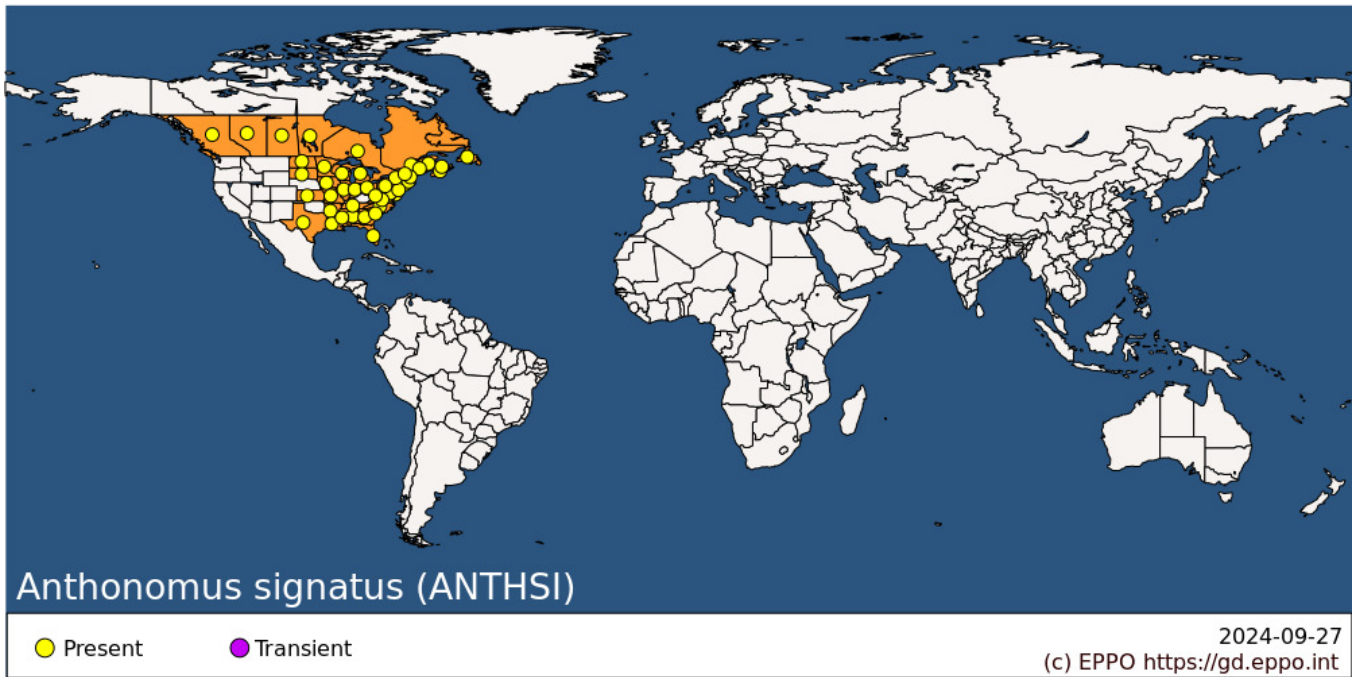 Anthonomus signatus (ANTHSI)
Present
Transient
2024-09-27
(c) EPPO https://gd.eppo.int